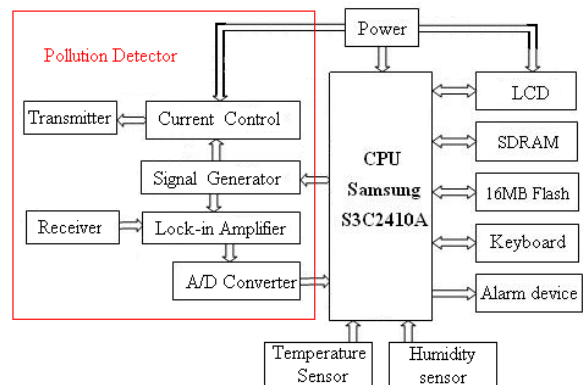 Power
Pollution Detector
Transmitter
Current Control
Signal Generator
Receiver
Lock-in Amplifier
A/D Converter
CPU
Samsung
S3C2410A
LCD
SDRAM
16MB Flash
Keyboard
Alarm device
Temperature
Sensor
Humidity
sensor